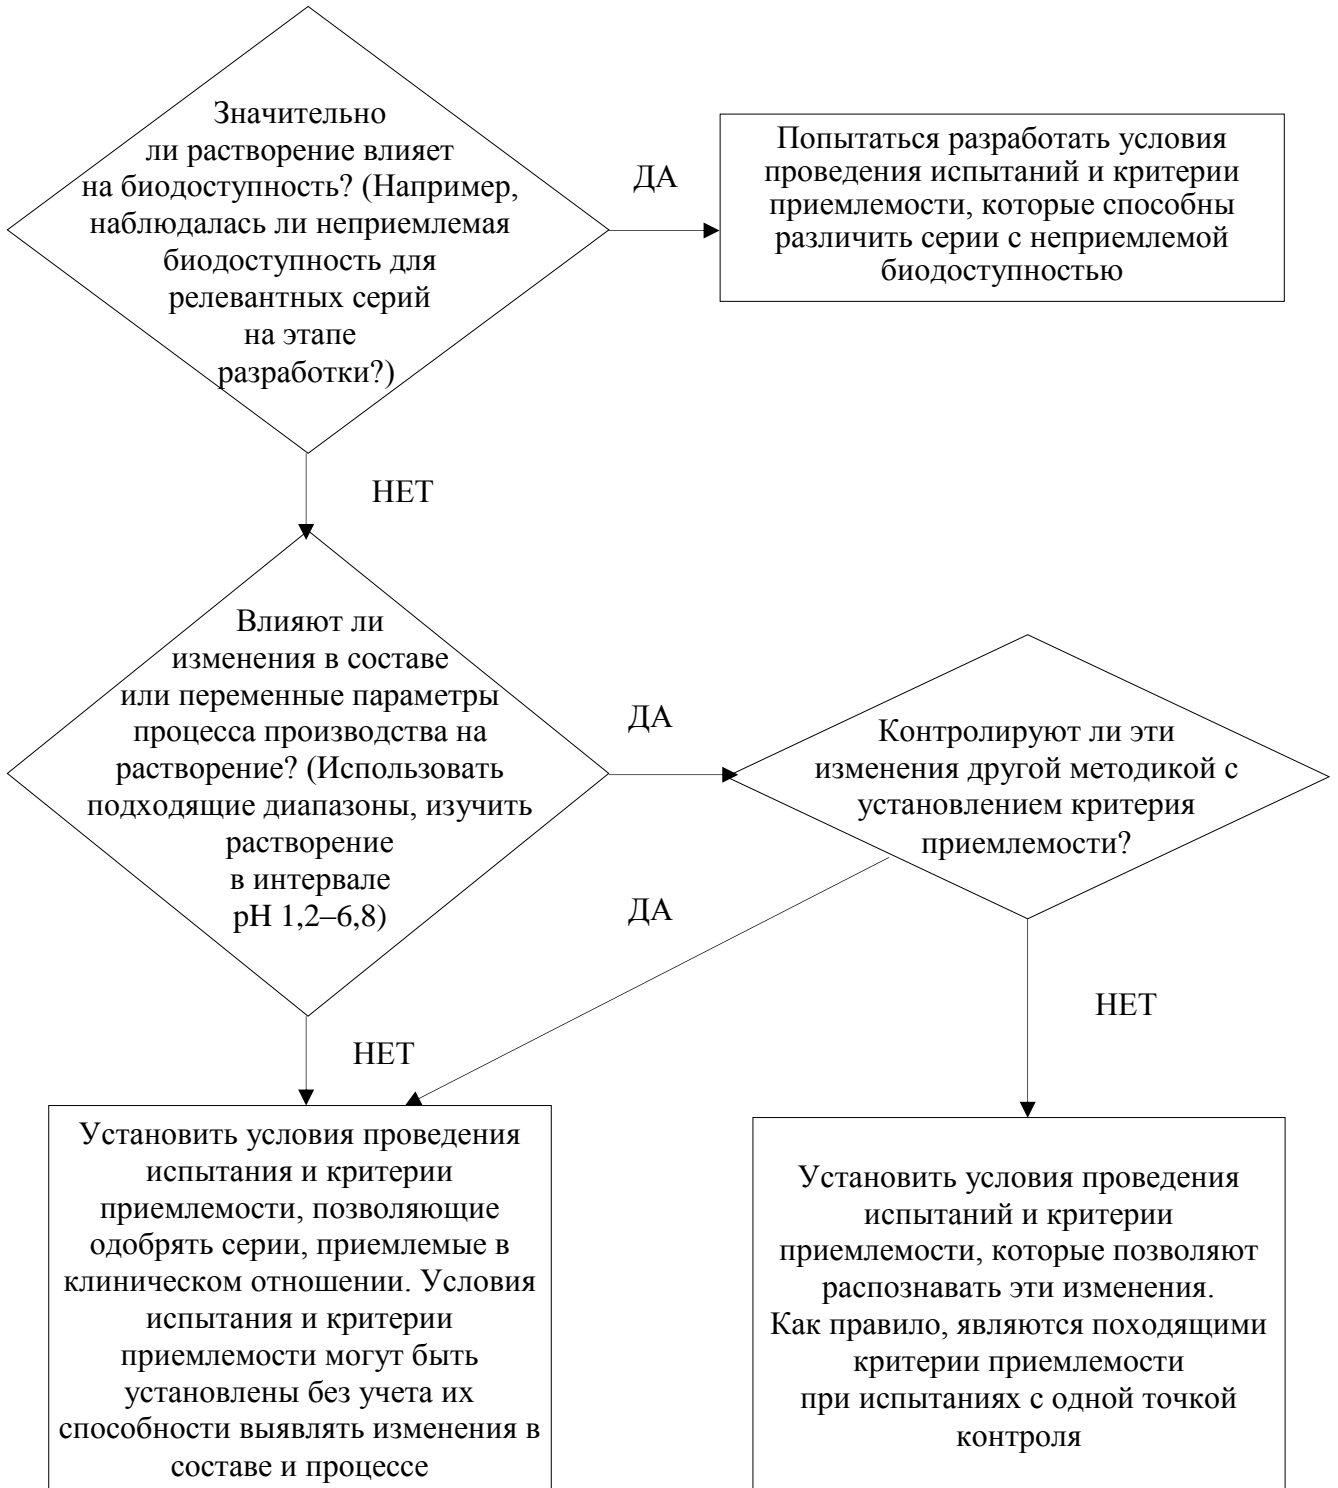 Значительно
ли растворение влияет
на биодоступность? (Например,
наблюдалась ли неприемлемая
биодоступность для
релевантных серий
на этапе
разработки?)
ДА
Попытаться разработать условия
проведения испытаний и критерии
приемлемости, которые способны
различить серии с неприемлемой
биодоступностью
НЕТ
Влияют ли
изменения в составе
или переменные параметры
процесса производства на
растворение? (Использовать
подходящие диапазоны, изучить
растворение
в интервале
pH 1,2–6,8)
ДА
Контролируют ли эти
изменения другой методикой с
установлением критерия
приемлемости?
ДА
НЕТ
НЕТ
Установить условия проведения
испытания и критерии
приемлемости, позволяющие
одобрять серии, приемлемые в
клиническом отношении. Условия
испытания и критерии
приемлемости могут быть
установлены без учета их
способности выявлять изменения в
составе и процессе
Установить условия проведения
испытаний и критерии
приемлемости, которые позволяют
распознавать эти изменения.
Как правило, являются походящими
критерии приемлемости
при испытаниях с одной точкой
контроля